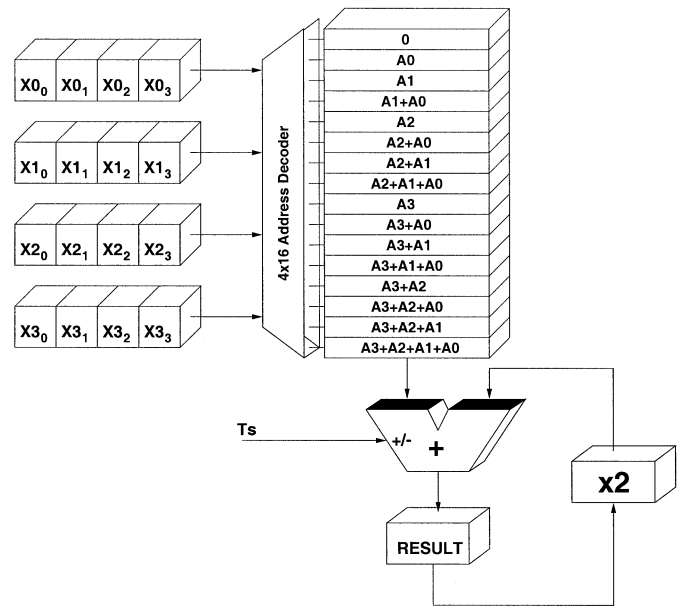 X0₀ X0₁ X0₂ X0₃
X1₀ X1₁ X1₂ X1₃
X2₀ X2₁ X2₂ X2₃
X3₀ X3₁ X3₂ X3₃
4x16 Address Decoder
0
A0
A1
A1+A0
A2
A2+A0
A2+A1
A2+A1+A0
A3
A3+A0
A3+A1
A3+A1+A0
A3+A2
A3+A2+A0
A3+A2+A1
A3+A2+A1+A0
Ts
+/-
+
x2
RESULT